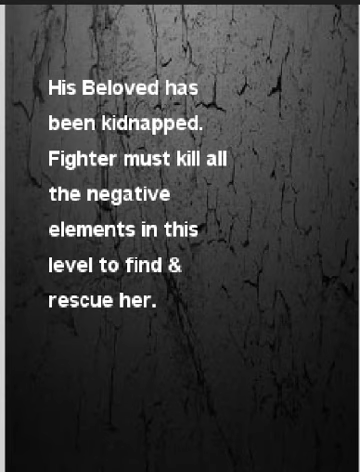 His Beloved has
been kidnapped.
Fighter must kill all
the negative
elements in this
level to find &
rescue her.